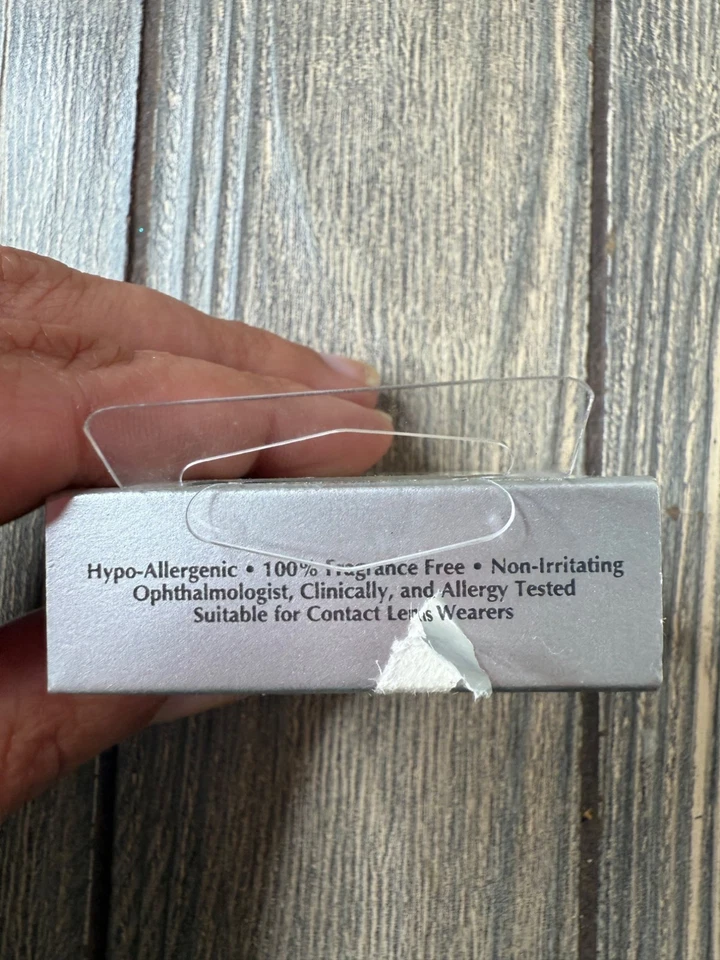 Hypo-Allergenic • 100% Fragrance Free • Non-Irritating
Ophthalmologist, Clinically, and Allergy Tested
Suitable for Contact Lens Wearers